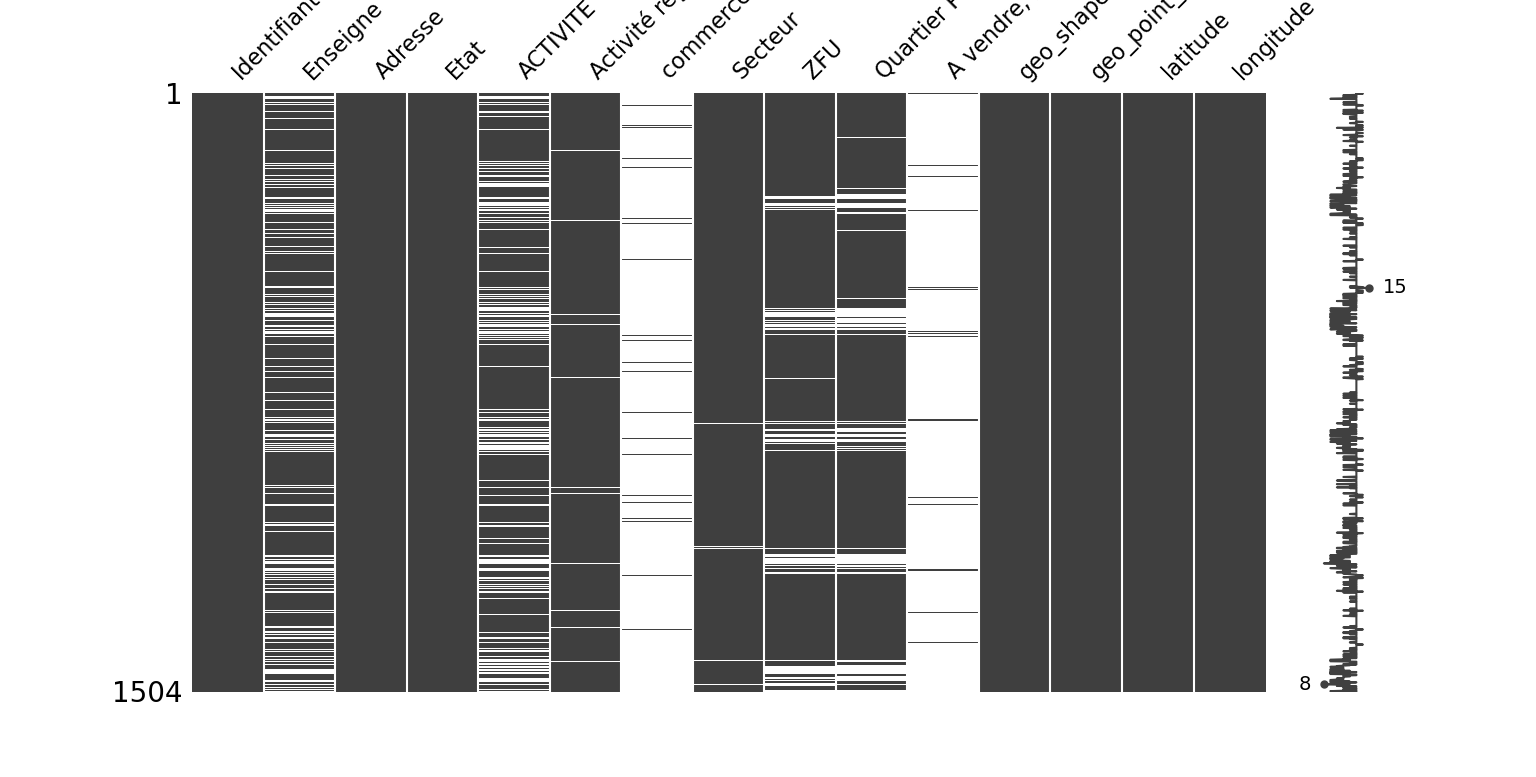 Identifiant
Enseigne
Adresse
Etat
ACTIVITE
Activité
commerce
Secteur
ZFU
Quartier
A vendre,
geo_shape
geo_point_
latitude
longitude
1
15
1504
8